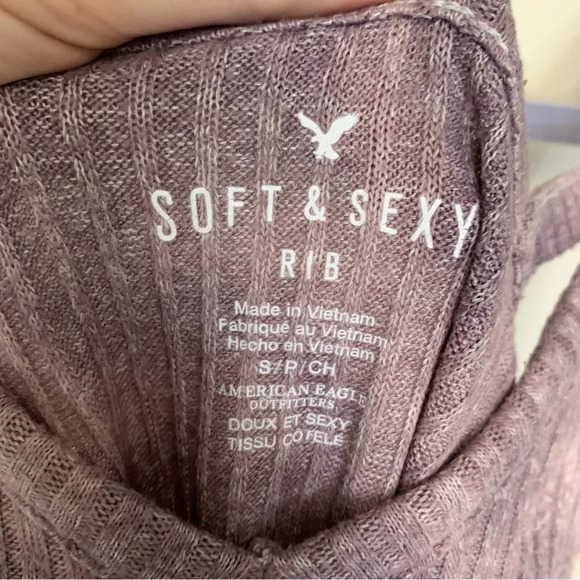 SOFT & SEXY
RIB
Made in Vietnam
Fabriqué au Vietnam
Hecho en Vietnam
S/P/CH
AMERICAN EAGLE
OUTFITTERS
DOUX ET SEXY
TISSU CÔTELÉ